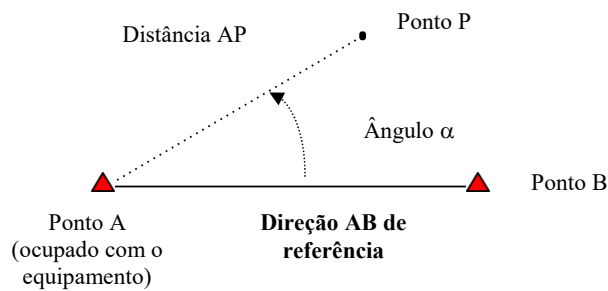 Distância AP
Ponto P
Ângulo α
Ponto B
Ponto A
(ocupado com o
equipamento)
Direção AB de
referência